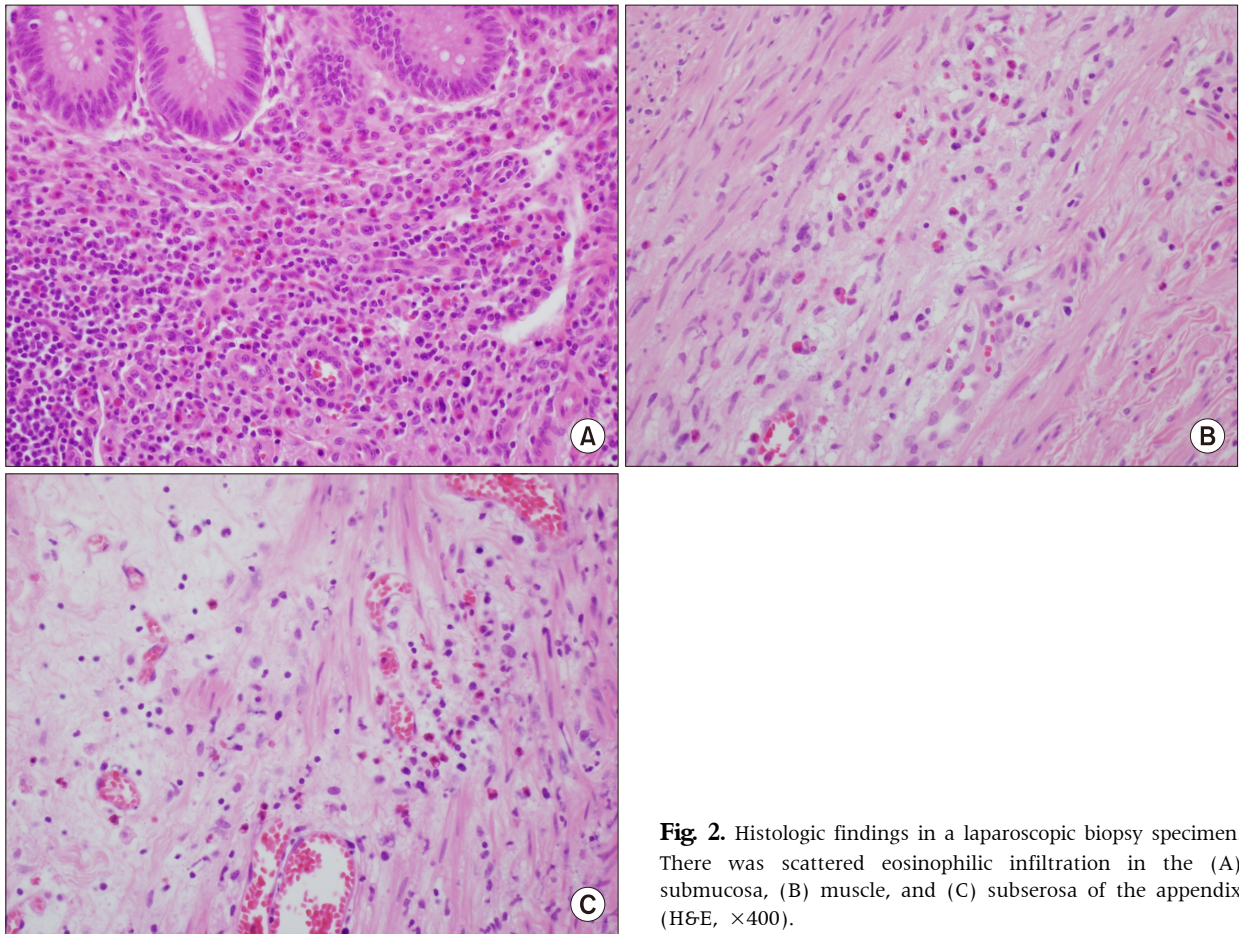 A
B
C
Fig. 2. Histologic findings in a laparoscopic biopsy specimen
There was scattered eosinophilic infiltration in the (A)
submucosa, (B) muscle, and (C) subserosa of the appendix
(H&E, ×400).